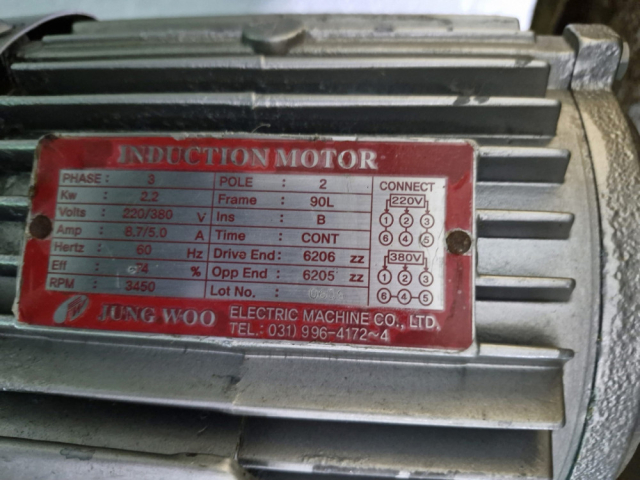 INDUCTION MOTOR
PHASE : 3
Kw : 2.2
Volts : 220/380 V
Amp : 8.7/5.0 A
Hertz : 60 Hz
Eff : %
RPM : 3450
POLE : 2
Frame : 90L
Ins : B
Time : CONT
Drive End: 6206 zz
Opp End : 6205 zz
Lot No. :
CONNECT
220V
① ② ③
⑥ ④ ⑤
380V
① ② ③
⑥ ④ ⑤
JUNG WOO ELECTRIC MACHINE CO., LTD.
TEL.: 031) 996-4172~4